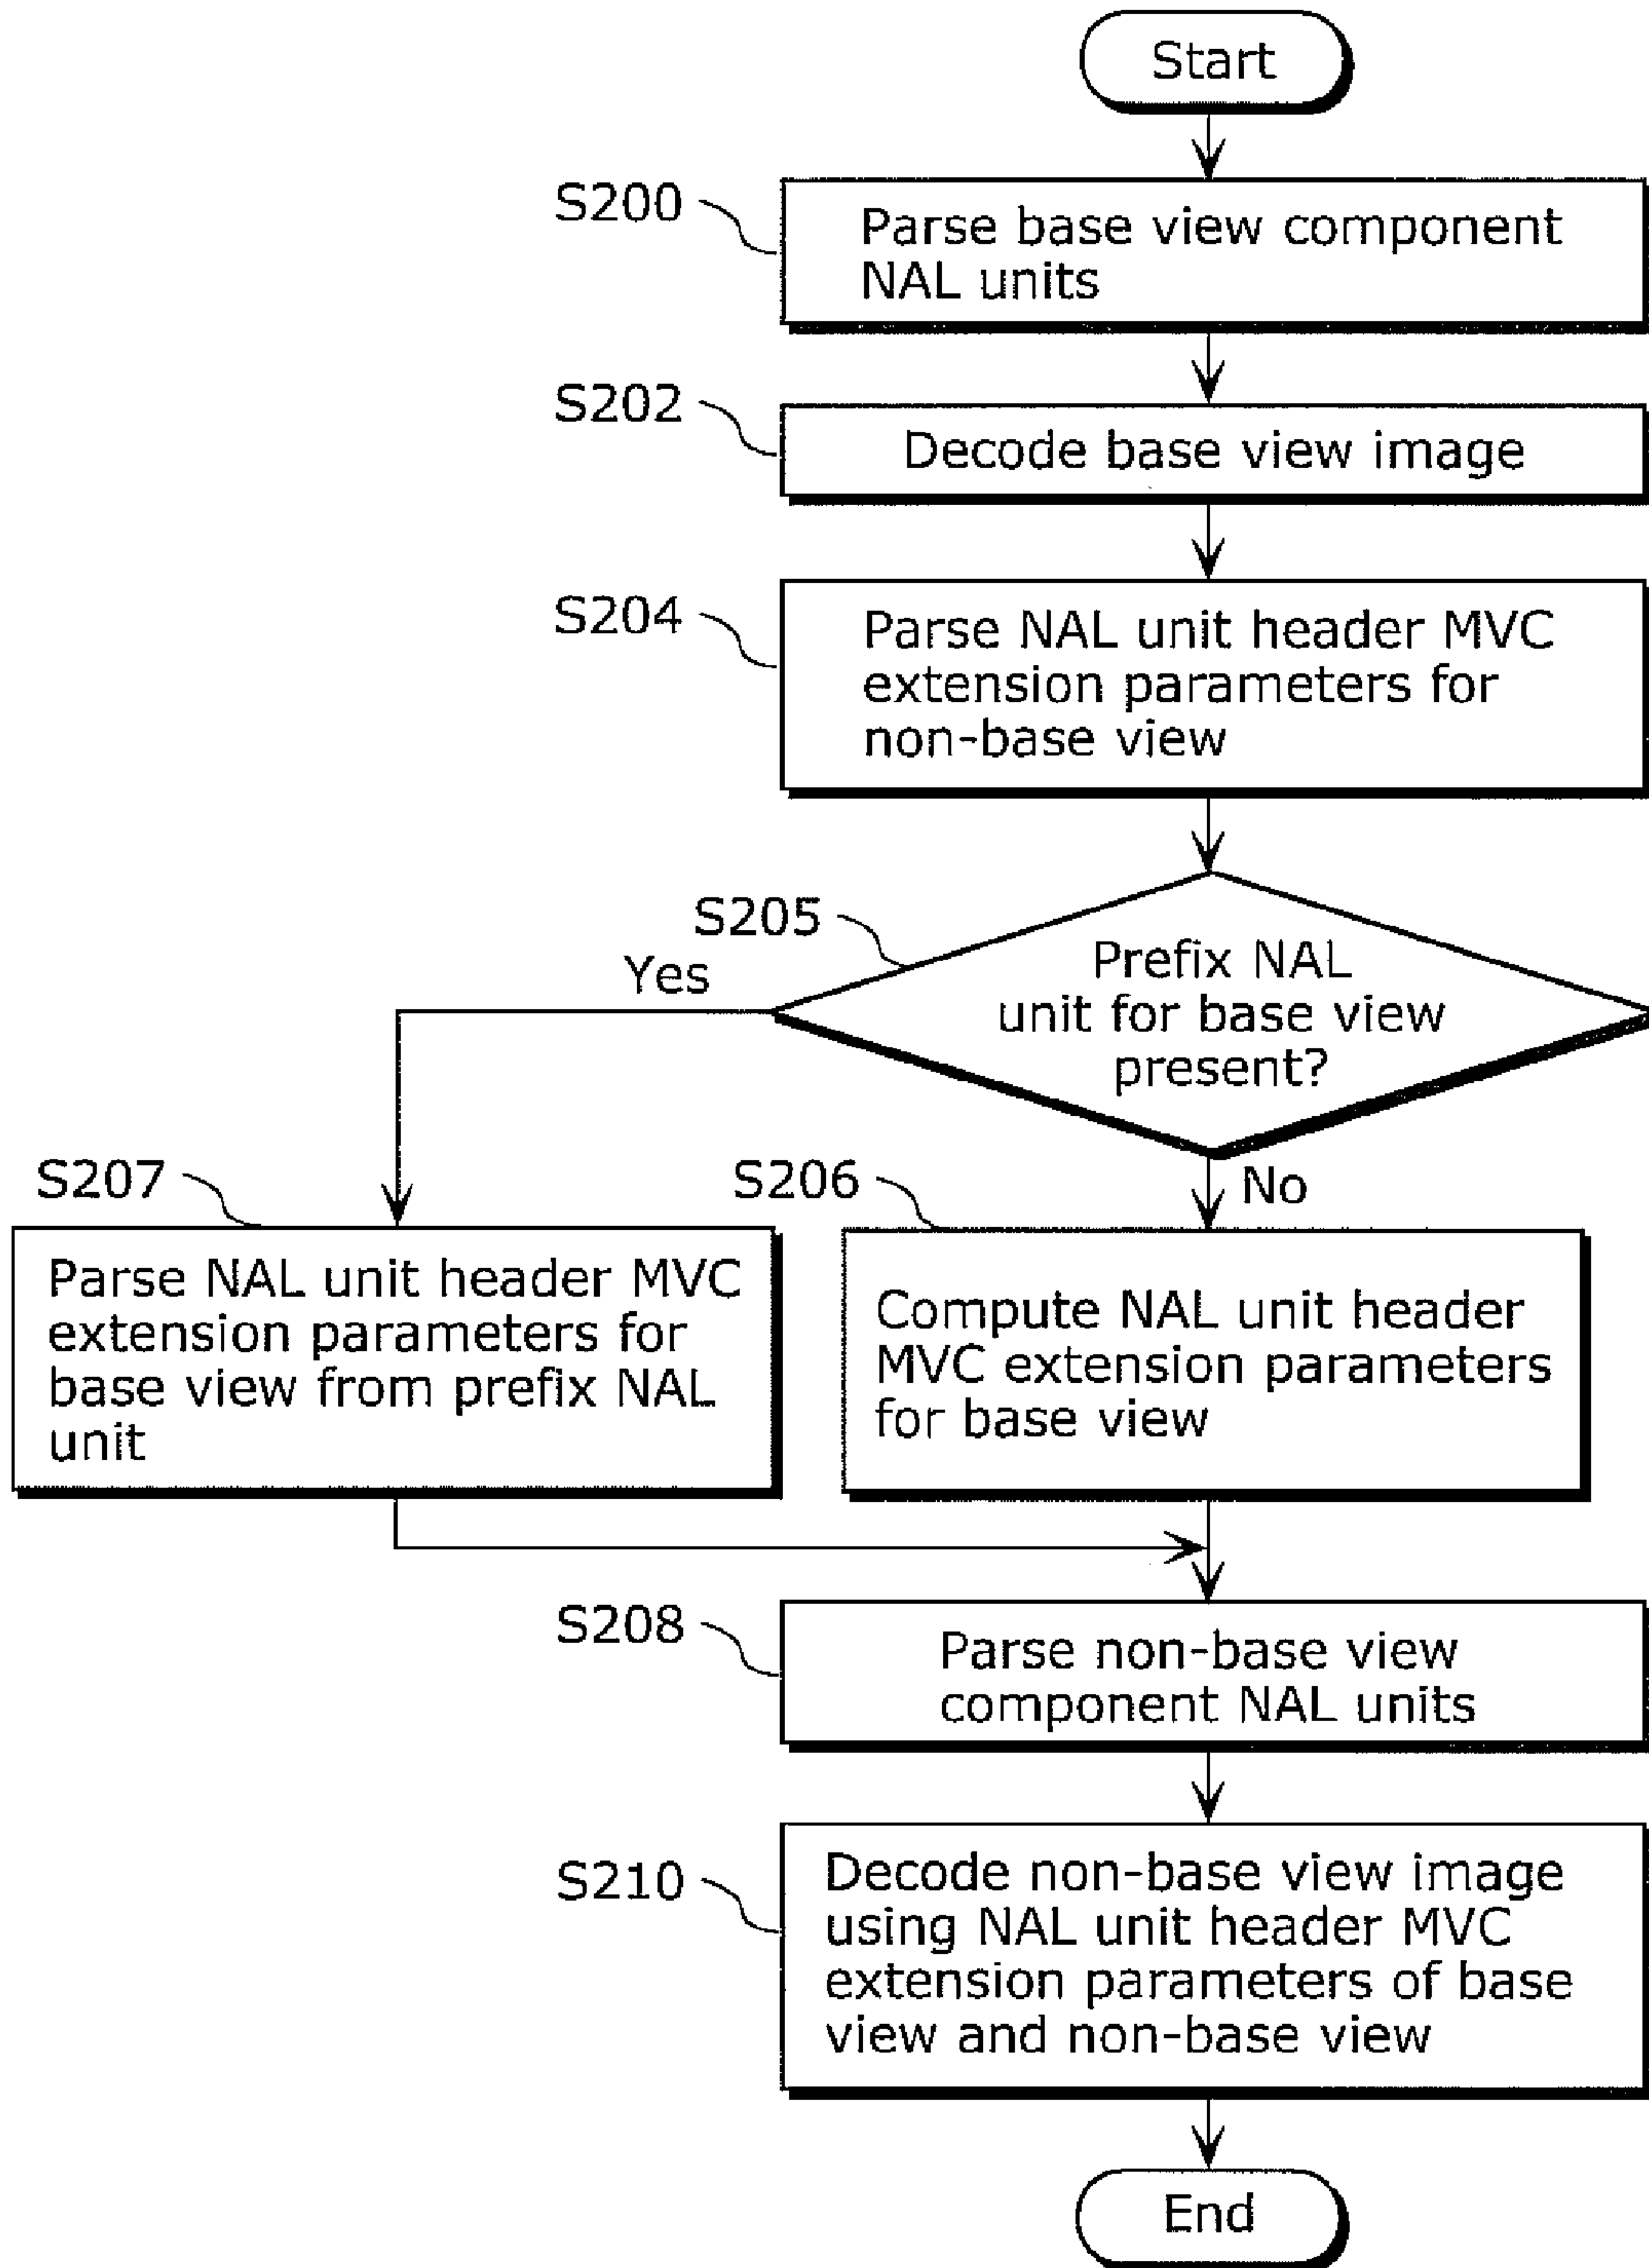 Start
S200
Parse base view component
NAL units
S202
Decode base view image
S204
Parse NAL unit header MVC
extension parameters for
non-base view
S205
Prefix NAL
unit for base view
present?
Yes
No
S207
Parse NAL unit header MVC
extension parameters for
base view from prefix NAL
unit
S206
Compute NAL unit header
MVC extension parameters
for base view
S208
Parse non-base view
component NAL units
S210
Decode non-base view image
using NAL unit header MVC
extension parameters of base
view and non-base view
End